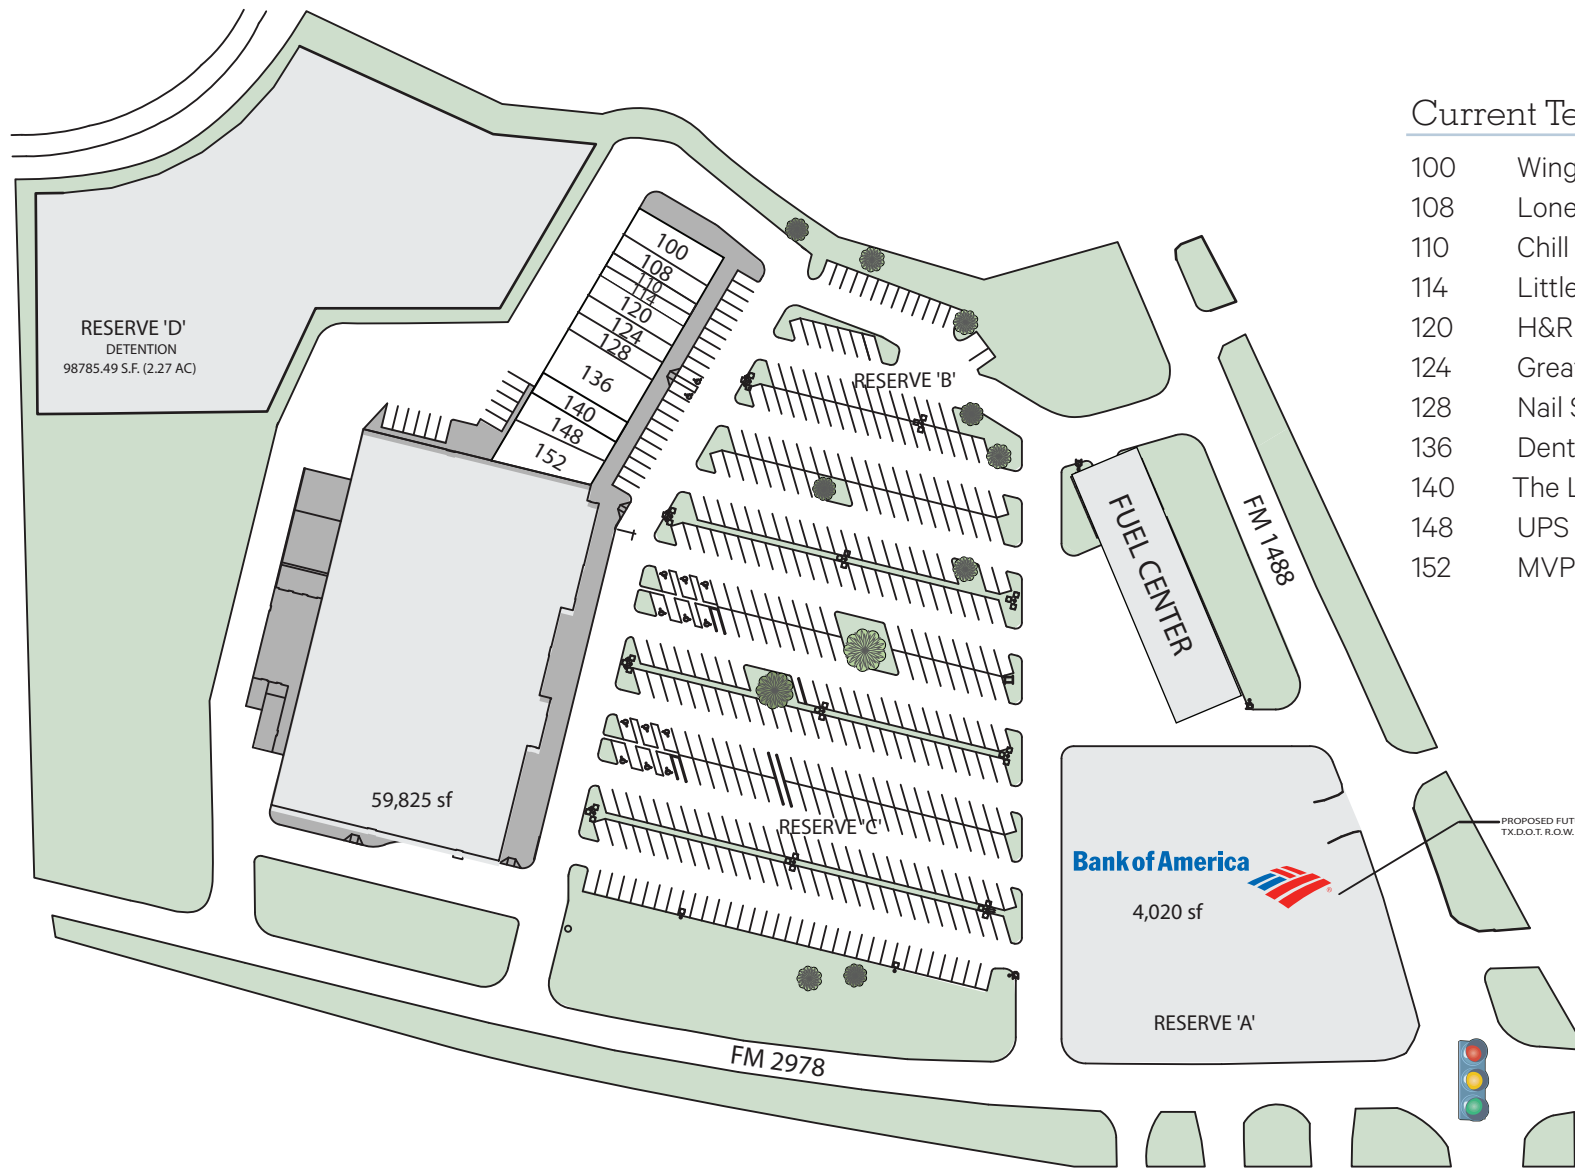 Current Te
100 Wing
108 Lone
110 Chill
114 Little
120 H&R
124 Grea
128 Nail S
136 Dent
140 The L
148 UPS
152 MVP
100
108
110
114
120
124
128
136
140
148
152
RESERVE 'D'
DETENTION
98785.49 S.F. (2.27 AC)
RESERVE 'B'
FUEL CENTER
FM 1488
59,825 sf
RESERVE 'C'
PROPOSED FUT
TX.D.O.T. R.O.W.
Bank of America
®
4,020 sf
RESERVE 'A'
FM 2978